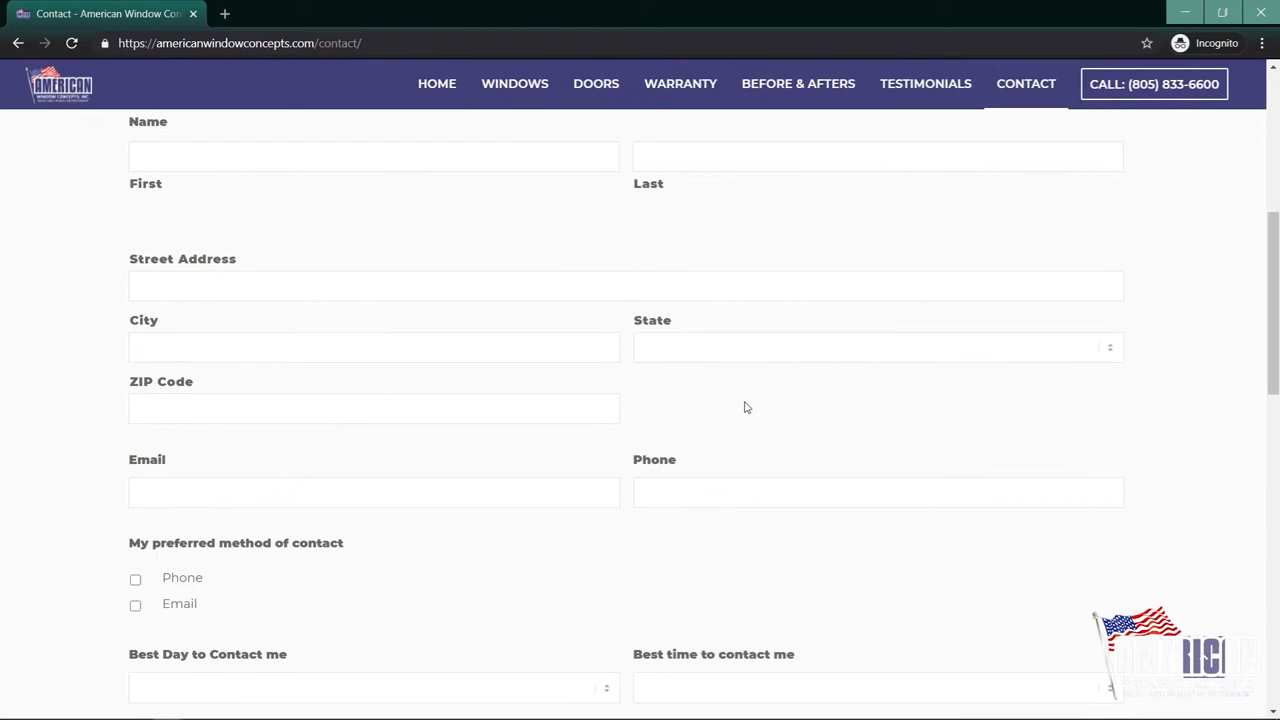 Contact - American Window Con
https://americanwindowconcepts.com/contact/
Incognito
AMERICAN
HOME
WINDOWS
DOORS
WARRANTY
BEFORE & AFTERS
TESTIMONIALS
CONTACT
CALL: (805) 833-6600
Name
First
Last
Street Address
City
State
ZIP Code
Email
Phone
My preferred method of contact
Phone
Email
Best Day to Contact me
Best time to contact me